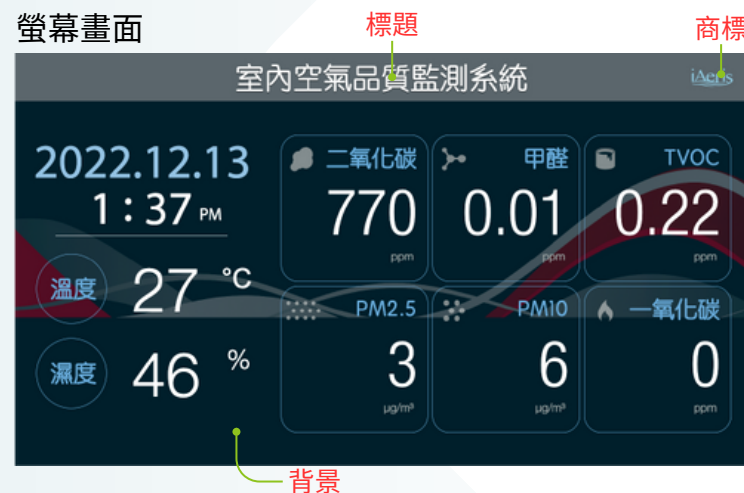 螢幕畫面
標題
商標
室內空氣品質監測系統
iAeris
2022.12.13
1:37 PM
溫度 27 °C
濕度 46 %
二氧化碳
770
ppm
甲醛
0.01
ppm
TVOC
0.22
ppm
PM2.5
3
μg/m³
PM10
6
μg/m³
一氧化碳
0
ppm
背景